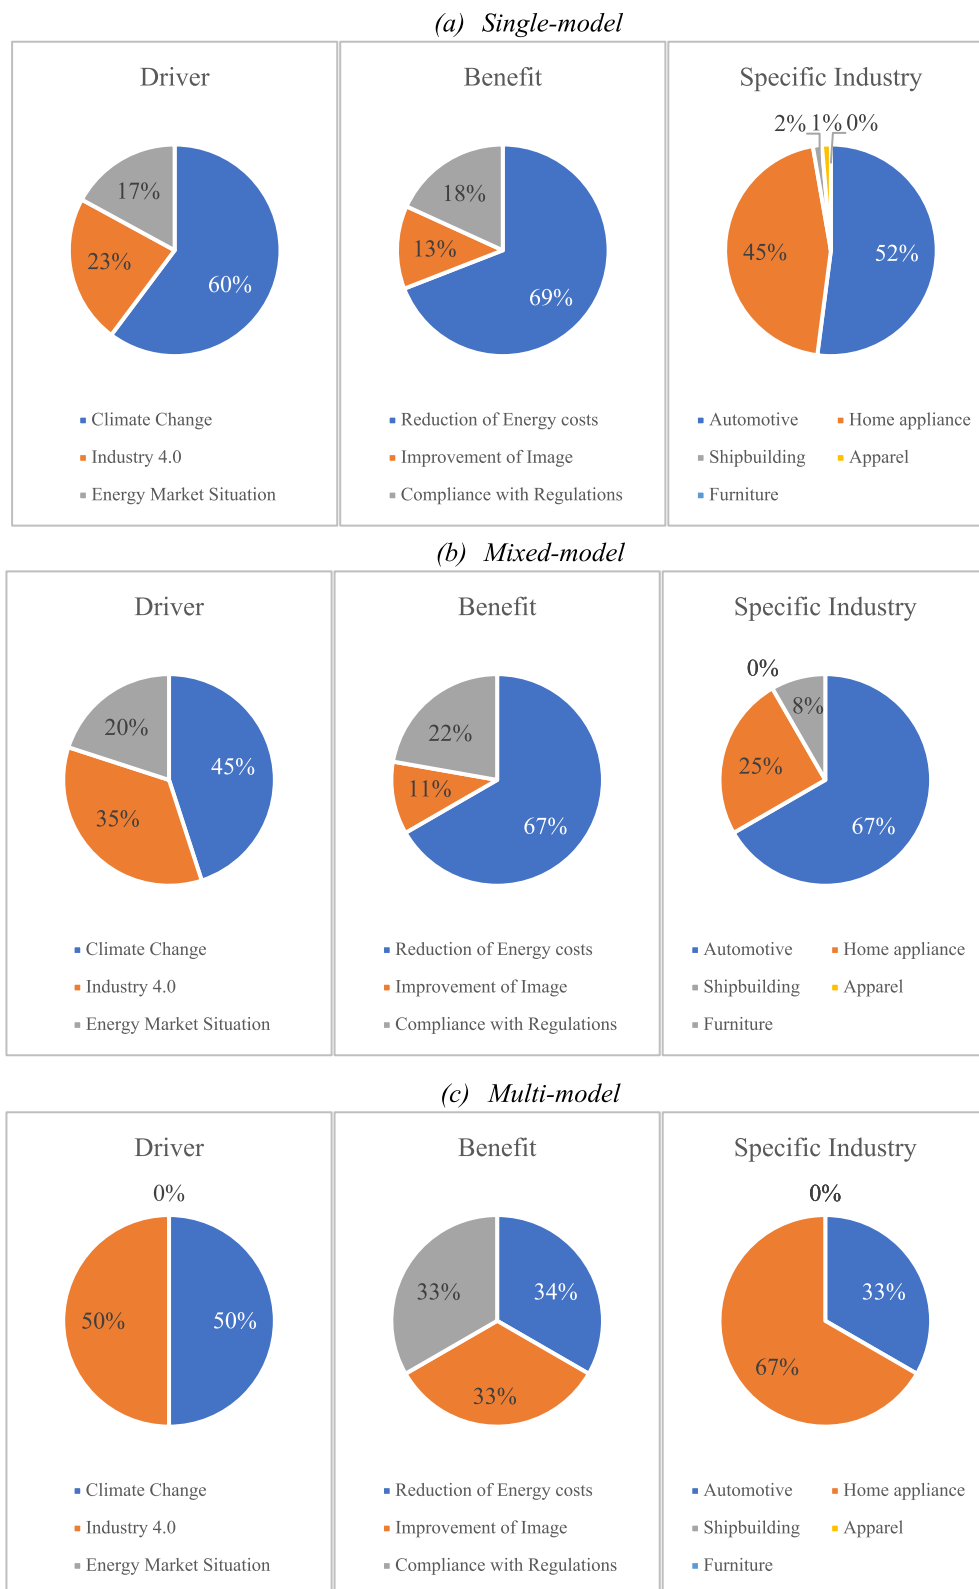 (a) Single-model
Driver
17%
23%
60%
Climate Change
Industry 4.0
Energy Market Situation
Benefit
18%
13%
69%
Reduction of Energy costs
Improvement of Image
Compliance with Regulations
Specific Industry
2% 1% 0%
45%
52%
Automotive
Home appliance
Shipbuilding
Apparel
Furniture
(b) Mixed-model
Driver
20%
45%
35%
Climate Change
Industry 4.0
Energy Market Situation
Benefit
22%
11%
67%
Reduction of Energy costs
Improvement of Image
Compliance with Regulations
Specific Industry
0%
8%
25%
67%
Automotive
Home appliance
Shipbuilding
Apparel
Furniture
(c) Multi-model
Driver
0%
50%
50%
Climate Change
Industry 4.0
Energy Market Situation
Benefit
33%
34%
33%
Reduction of Energy costs
Improvement of Image
Compliance with Regulations
Specific Industry
0%
33%
67%
Automotive
Home appliance
Shipbuilding
Apparel
Furniture